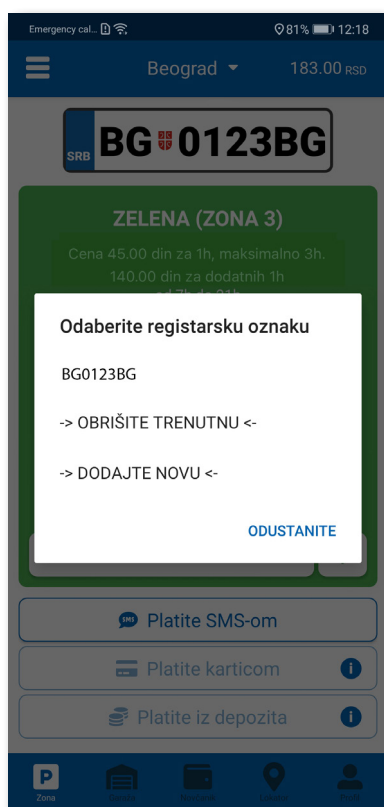 Emergency cal... 81% 12:18
Beograd 183.00 RSD
SRB BG 0123BG
ZELENA (ZONA 3)
Cena 45.00 din za 1h, maksimalno 3h.
140.00 din za dodatnih 1h
od 7h do 21h
Odaberite registarsku oznaku
BG0123BG
-> OBRIŠITE TRENUTNU <-
-> DODAJTE NOVU <-
ODUSTANITE
SMS Platite SMS-om
Platite karticom i
Platite iz depozita i
P
Zona Profil